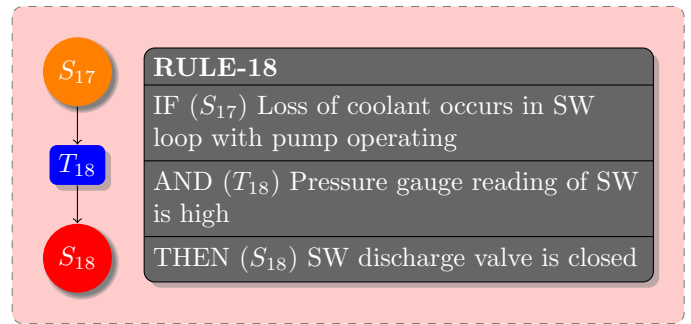 S₁₇
T₁₈
S₁₈
RULE-18
IF (S₁₇) Loss of coolant occurs in SW
loop with pump operating
AND (T₁₈) Pressure gauge reading of SW
is high
THEN (S₁₈) SW discharge valve is closed